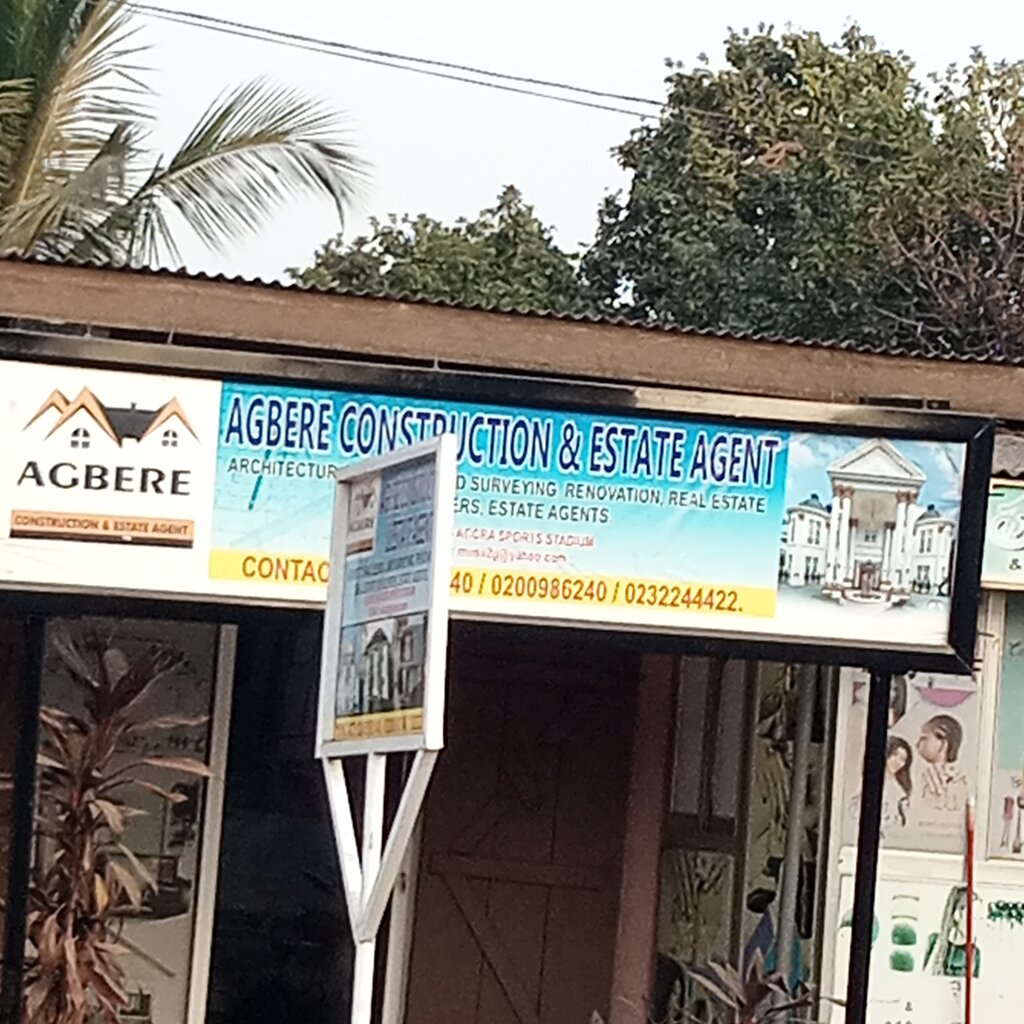 AGBERE
CONSTRUCTION & ESTATE AGENT
AGBERE CONSTRUCTION & ESTATE AGENT
ARCHITECTUR
D SURVEYING RENOVATION, REAL ESTATE
ERS, ESTATE AGENTS
ACCRA SPORTS STADIUM
CONTAC
40 / 0200986240 / 0232244422.